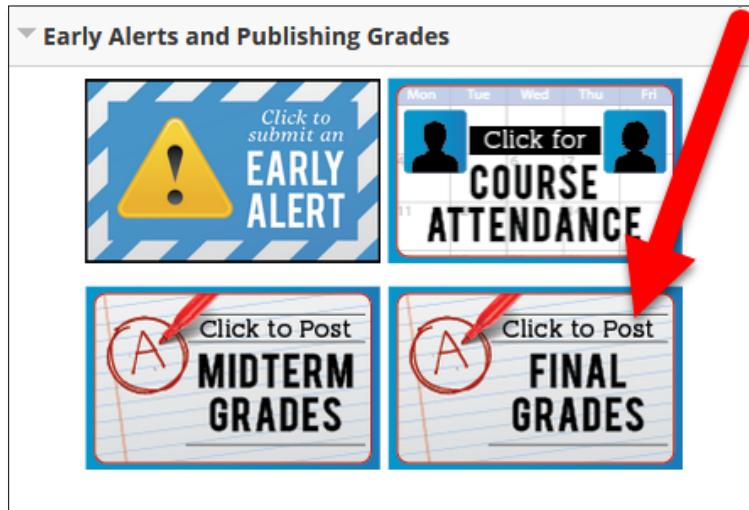 Early Alerts and Publishing Grades
Click to
submit an
EARLY
ALERT
Mon Tue Wed Thu Fri
Click for
COURSE
ATTENDANCE
11
Click to Post
MIDTERM
GRADES
A
Click to Post
FINAL
GRADES
A